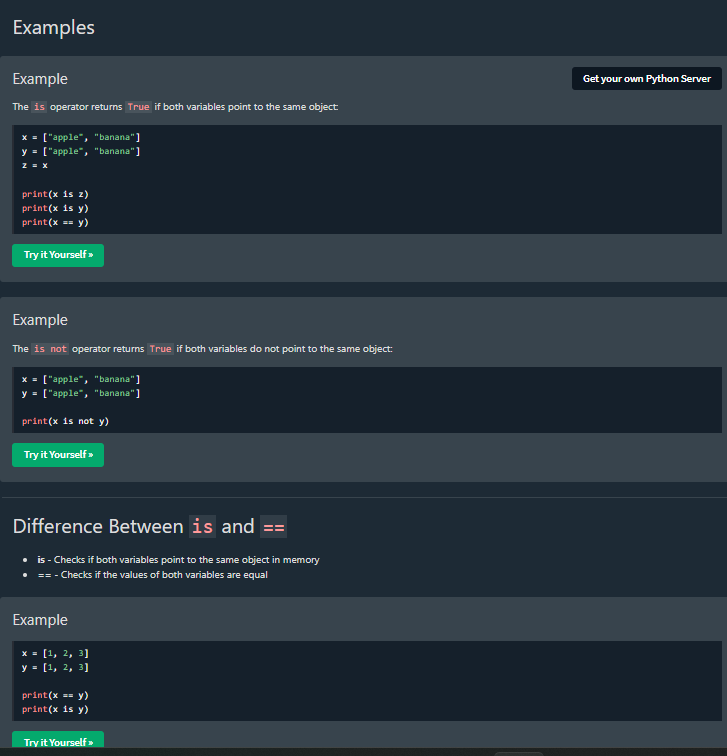 Examples
Example
Get your own Python Server
The is operator returns True if both variables point to the same object:
x = ["apple", "banana"]
y = ["apple", "banana"]
z = x
print(x is z)
print(x is y)
print(x == y)
Try it Yourself »
Example
The is not operator returns True if both variables do not point to the same object:
x = ["apple", "banana"]
y = ["apple", "banana"]
print(x is not y)
Try it Yourself »
Difference Between is and ==
• is - Checks if both variables point to the same object in memory
• == - Checks if the values of both variables are equal
Example
x = [1, 2, 3]
y = [1, 2, 3]
print(x == y)
print(x is y)
Try it Yourself »